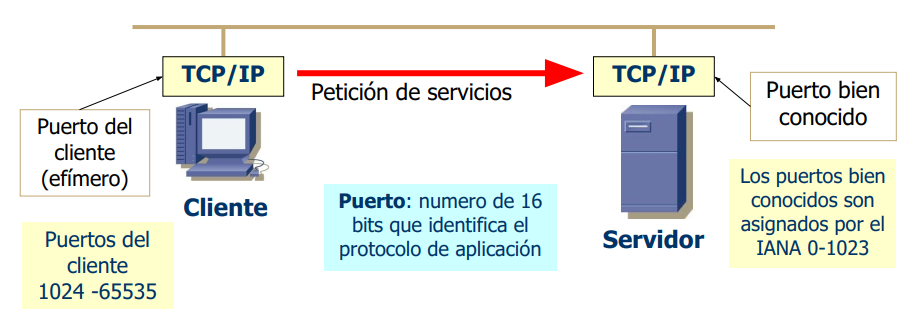 TCP/IP
TCP/IP
Petición de servicios
Puerto del
cliente
(efímero)
Puerto bien
conocido
Cliente
Servidor
Puerto: numero de 16
bits que identifica el
protocolo de aplicación
Los puertos bien
conocidos son
asignados por el
IANA 0-1023
Puertos del
cliente
1024 -65535